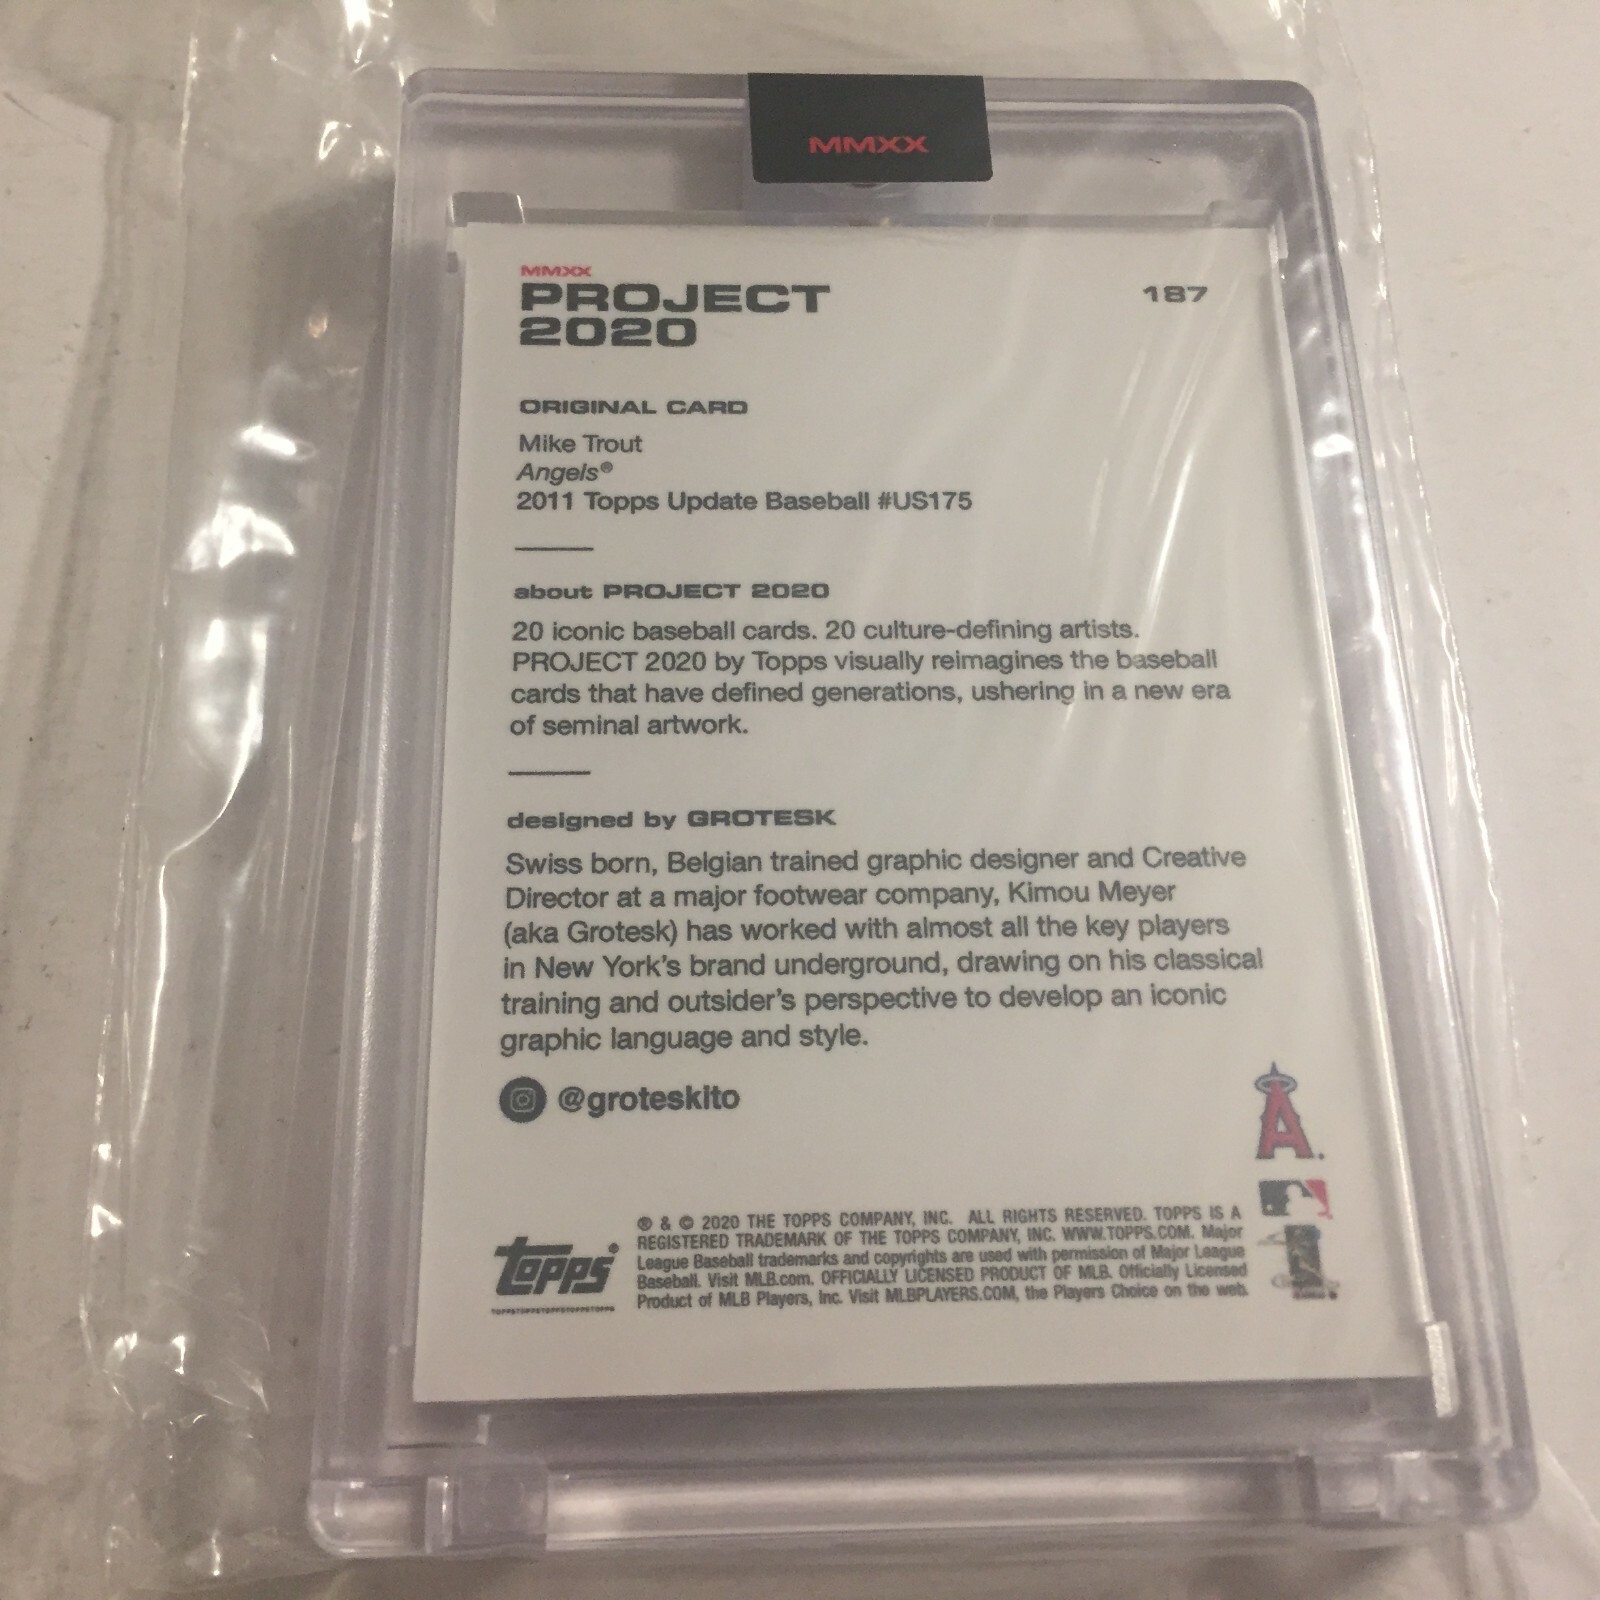 MMXX
MMXX
PROJECT
2020
187
ORIGINAL CARD
Mike Trout
Angels®
2011 Topps Update Baseball #US175
about PROJECT 2020
20 iconic baseball cards. 20 culture-defining artists.
PROJECT 2020 by Topps visually reimagines the baseball
cards that have defined generations, ushering in a new era
of seminal artwork.
designed by GROTESK
Swiss born, Belgian trained graphic designer and Creative
Director at a major footwear company, Kimou Meyer
(aka Grotesk) has worked with almost all the key players
in New York's brand underground, drawing on his classical
training and outsider's perspective to develop an iconic
graphic language and style.
@groteskito
A
Topps®
TOPPSTOPPSTOPPSTOPPSTOPPS
® & © 2020 THE TOPPS COMPANY, INC. ALL RIGHTS RESERVED. TOPPS IS A
REGISTERED TRADEMARK OF THE TOPPS COMPANY, INC. WWW.TOPPS.COM. Major
League Baseball trademarks and copyrights are used with permission of Major League
Baseball. Visit MLB.com. OFFICIALLY LICENSED PRODUCT OF MLB. Officially Licensed
Product of MLB Players, Inc. Visit MLBPLAYERS.COM, the Players Choice on the web.